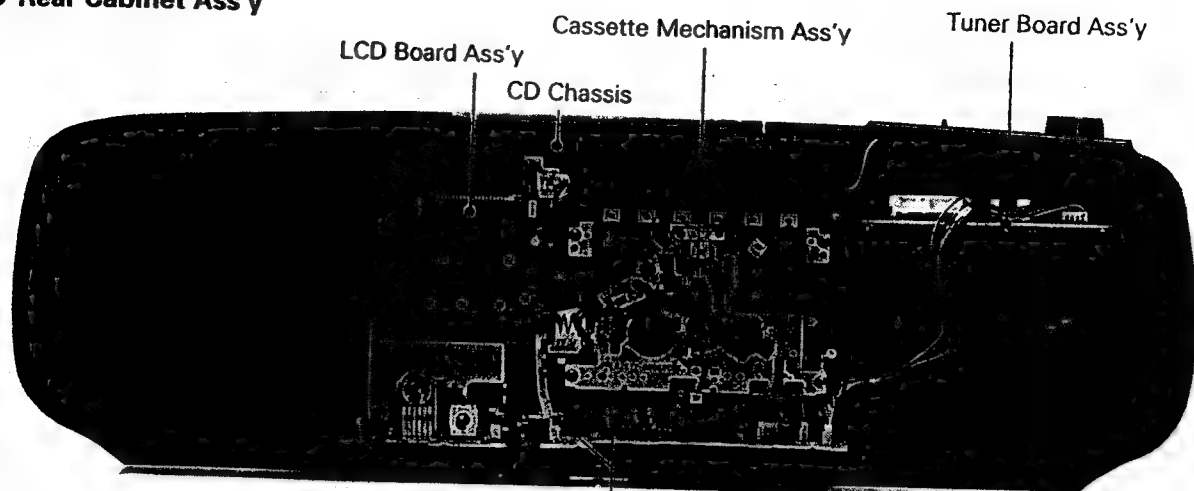 Rear Cabinet Ass'y
Cassette Mechanism Ass'y
Tuner Board Ass'y
LCD Board Ass'y
CD Chassis